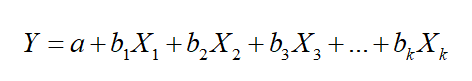 Y = a + b₁X₁ + b₂X₂ + b₃X₃ + ... + bₖXₖ